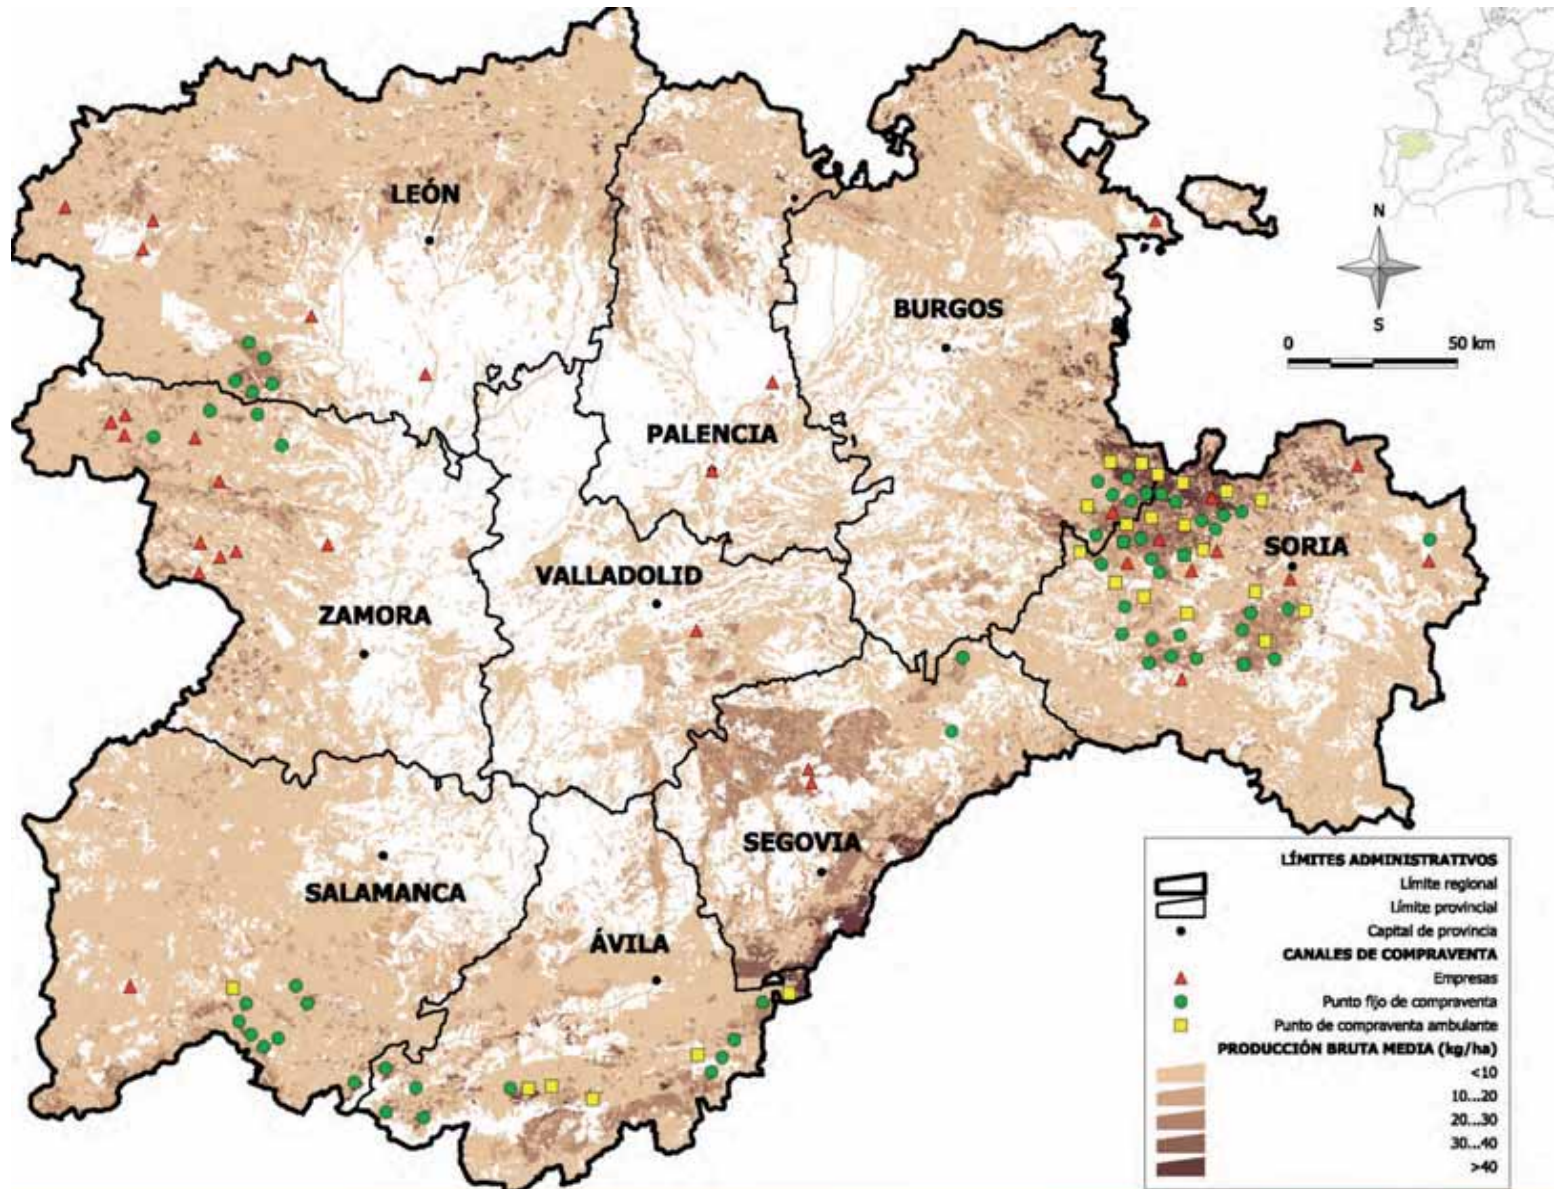 LEÓN
BURGOS
PALENCIA
SORIA
VALLADOLID
ZAMORA
SEGOVIA
SALAMANCA
ÁVILA
N
S
0 50 km
LÍMITES ADMINISTRATIVOS
Límite regional
Límite provincial
Capital de provincia
CANALES DE COMPRAVENTA
Empresas
Punto fijo de compraventa
Punto de compraventa ambulante
PRODUCCIÓN BRUTA MEDIA (kg/ha)
<10
10...20
20...30
30...40
>40